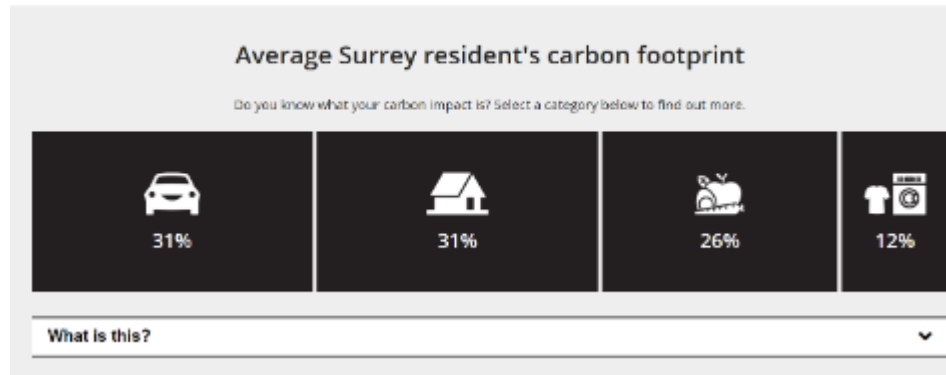 Average Surrey resident's carbon footprint
Do you know what your carbon impact is? Select a category below to find out more.
31%
31%
26%
12%
What is this?